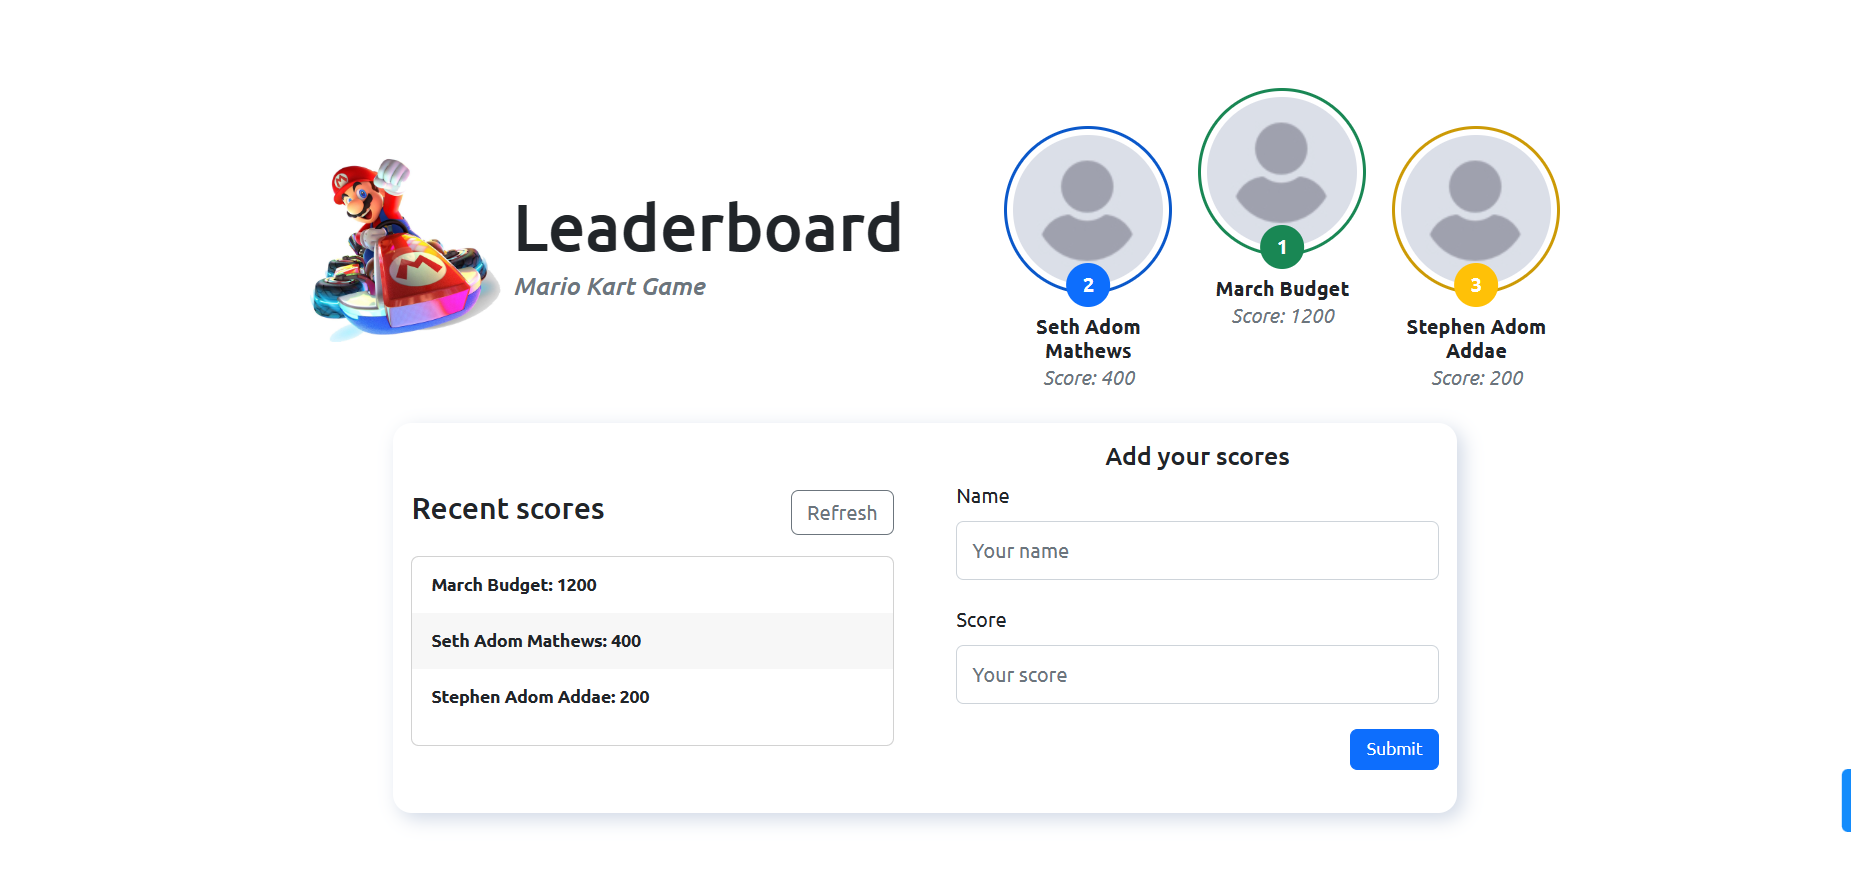 Leaderboard
Mario Kart Game
2
Seth Adom
Mathews
Score: 400
1
March Budget
Score: 1200
3
Stephen Adom
Addae
Score: 200
Recent scores
Refresh
March Budget: 1200
Seth Adom Mathews: 400
Stephen Adom Addae: 200
Add your scores
Name
Your name
Score
Your score
Submit
M
M